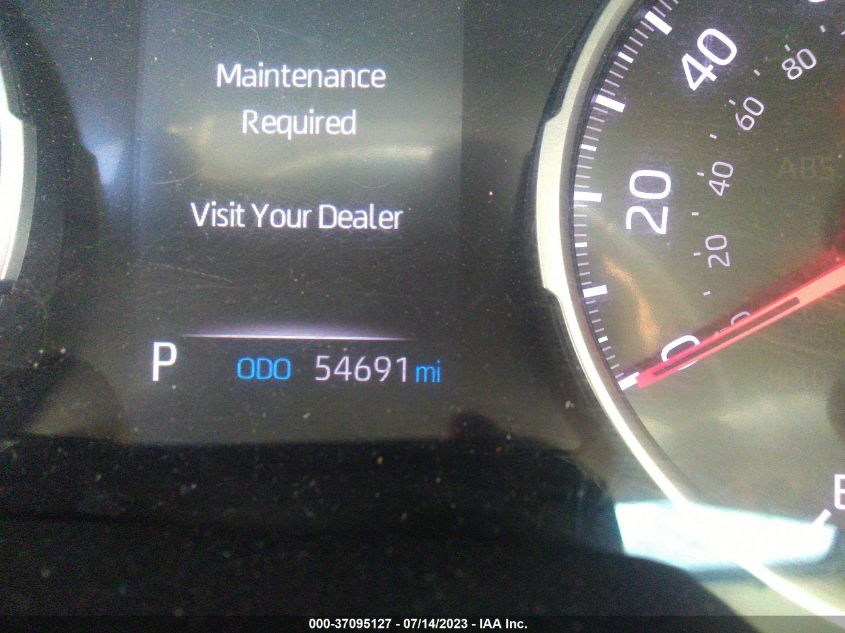 Maintenance
Required
Visit Your Dealer
P ODO 54691 mi
40
20
0
80
60
40
20
0
ABS
E
000-37095127 - 07/14/2023 - IAA Inc.